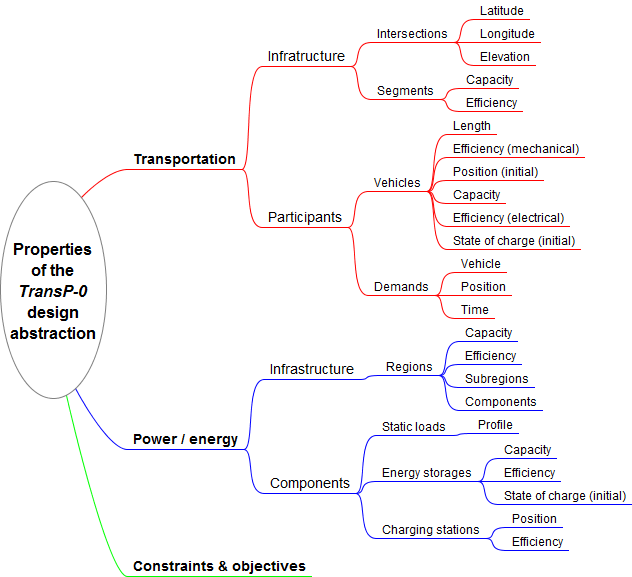 Properties
of the
TransP-0
design
abstraction
Transportation
Infratructure
Intersections
Latitude
Longitude
Elevation
Segments
Capacity
Efficiency
Participants
Vehicles
Length
Efficiency (mechanical)
Position (initial)
Capacity
Efficiency (electrical)
State of charge (initial)
Demands
Vehicle
Position
Time
Power / energy
Infrastructure
Regions
Capacity
Efficiency
Subregions
Components
Components
Static loads
Profile
Energy storages
Capacity
Efficiency
State of charge (initial)
Charging stations
Position
Efficiency
Constraints & objectives